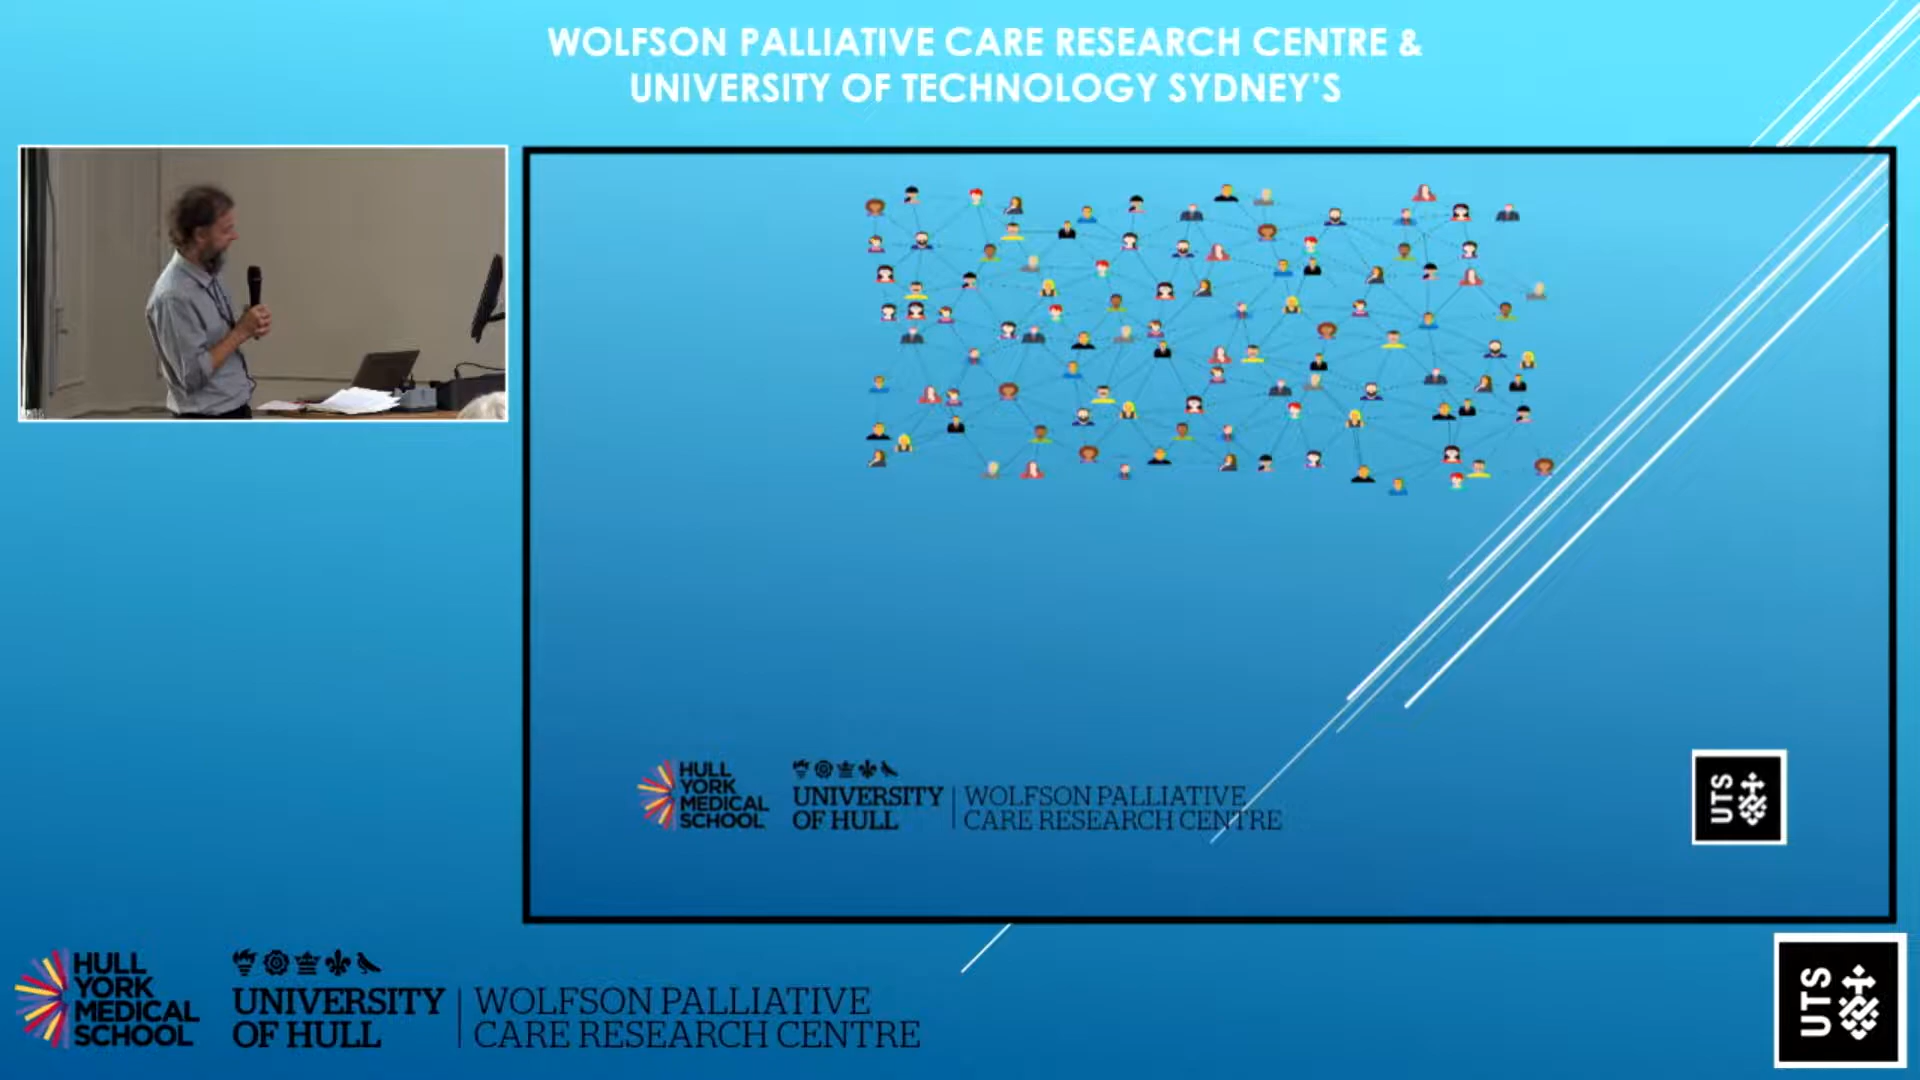 WOLFSON PALLIATIVE CARE RESEARCH CENTRE &
UNIVERSITY OF TECHNOLOGY SYDNEY'S
HULL
YORK
MEDICAL
SCHOOL
UNIVERSITY
OF HULL
WOLFSON PALLIATIVE
CARE RESEARCH CENTRE
UTS
HULL
YORK
MEDICAL
SCHOOL
UNIVERSITY
OF HULL
WOLFSON PALLIATIVE
CARE RESEARCH CENTRE
UTS